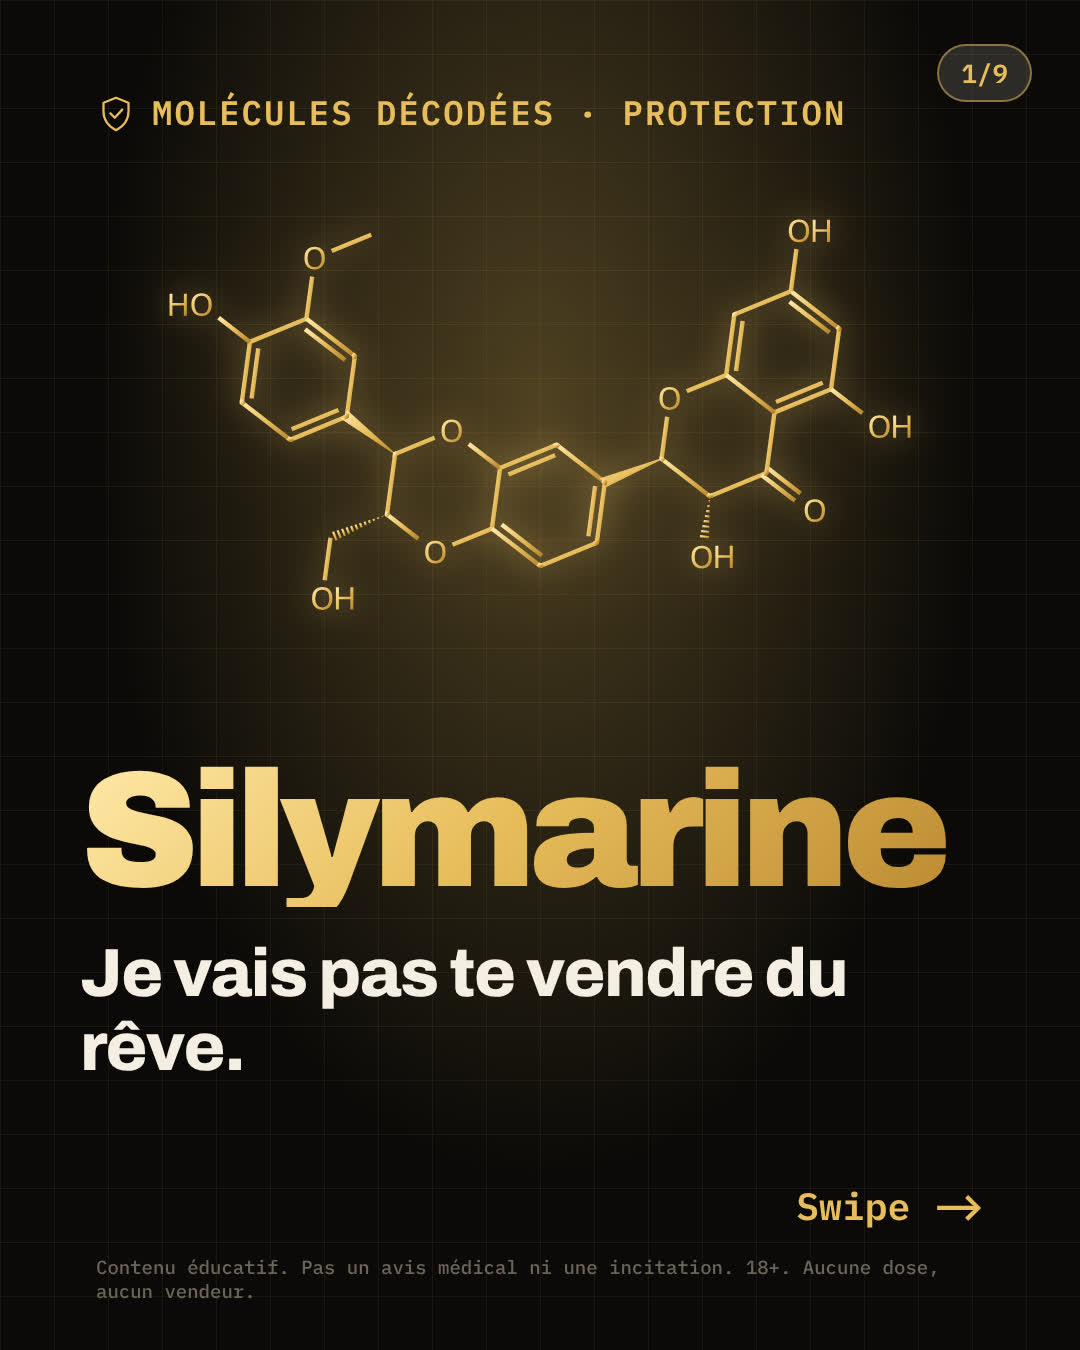 1/9
MOLÉCULES DÉCODÉES · PROTECTION
OH
O
HO
O
OH
O
O
O
OH
OH
O
Silymarine
Je vais pas te vendre du
rêve.
Swipe →
Contenu éducatif. Pas un avis médical ni une incitation. 18+. Aucune dose,
aucun vendeur.